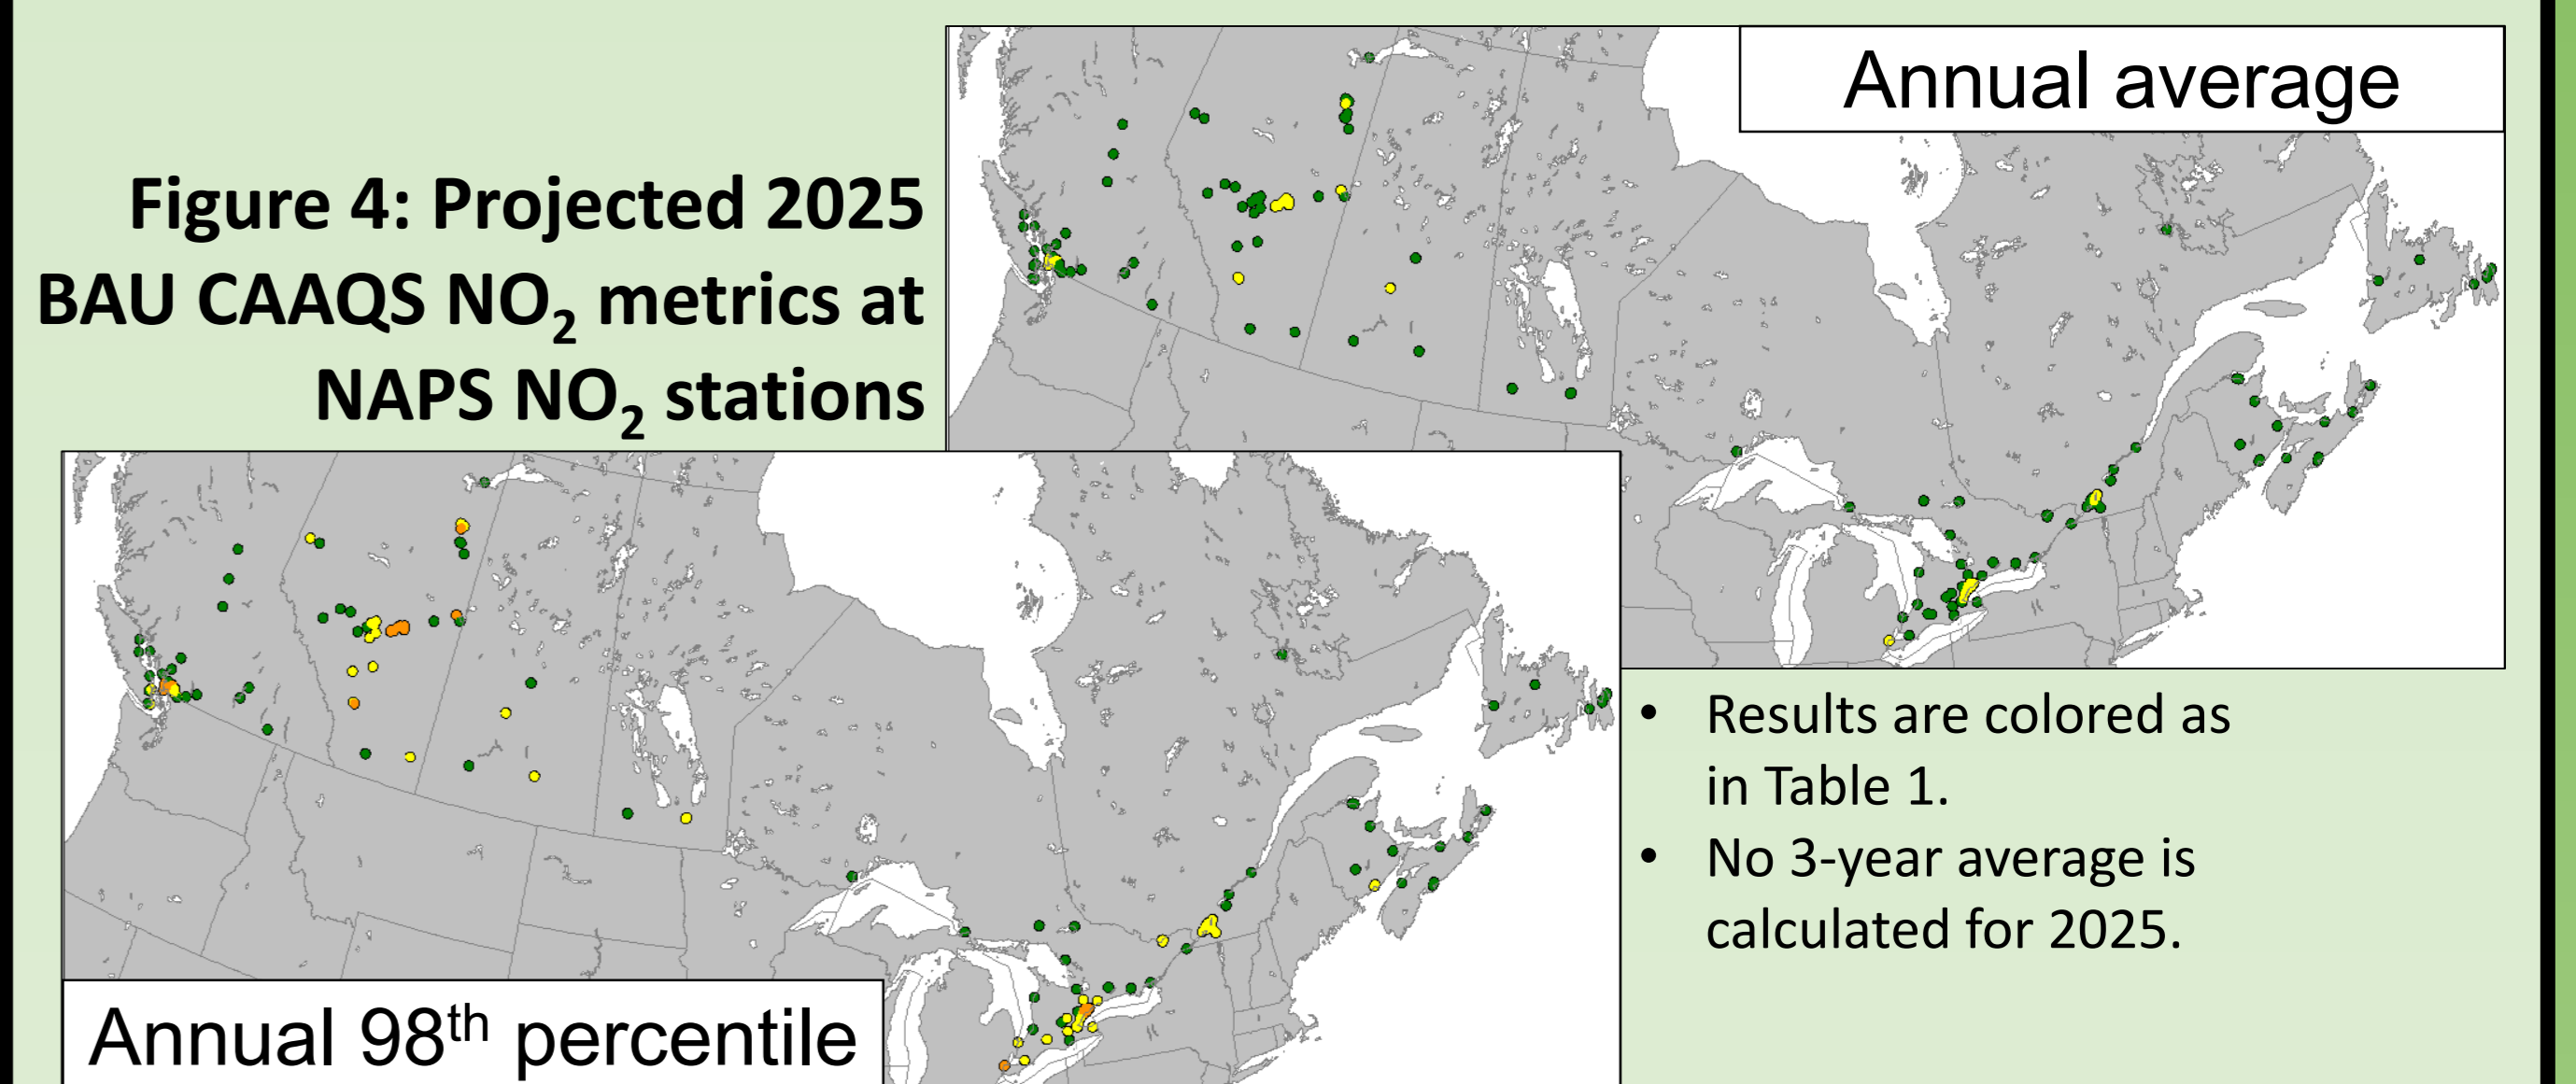 Annual average
Figure 4: Projected 2025
BAU CAAQS NO₂ metrics at
NAPS NO₂ stations
Annual 98th percentile
• Results are colored as
in Table 1.
• No 3-year average is
calculated for 2025.